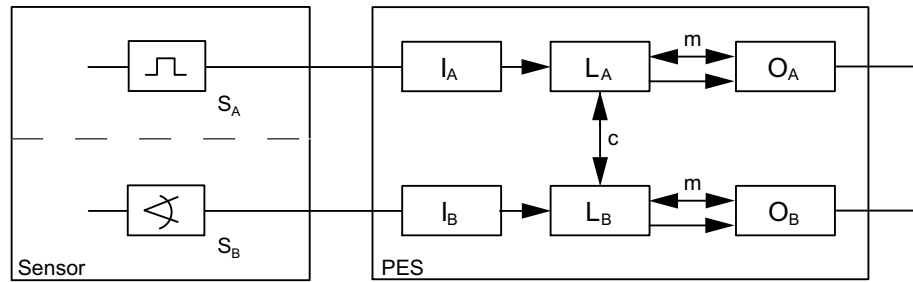 m
I_A
L_A
O_A
S_A
c
m
I_B
L_B
O_B
S_B
Sensor
PES